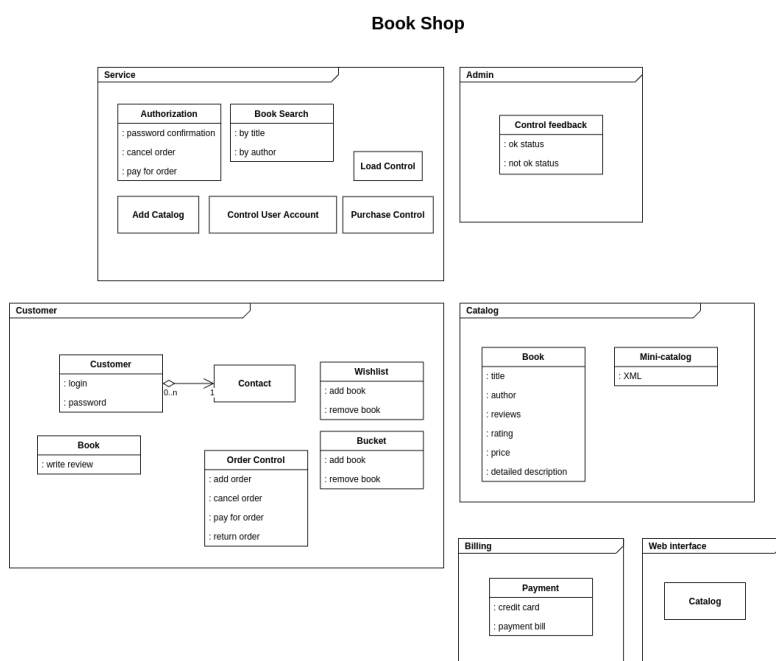 Book Shop
Service
Authorization
: password confirmation
: cancel order
: pay for order
Book Search
: by title
: by author
Load Control
Add Catalog
Control User Account
Purchase Control
Admin
Control feedback
: ok status
: not ok status
Customer
Customer
: login
: password
0..n
1
Contact
Wishlist
: add book
: remove book
Book
: write review
Order Control
: add order
: cancel order
: pay for order
: return order
Bucket
: add book
: remove book
Catalog
Book
: title
: author
: reviews
: rating
: price
: detailed description
Mini-catalog
: XML
Billing
Payment
: credit card
: payment bill
Web interface
Catalog